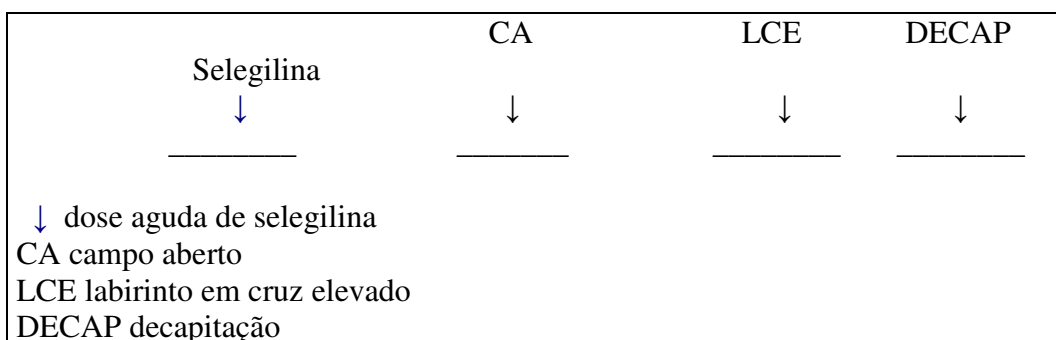 CA LCE DECAP
Selegilina
↓ ↓ ↓ ↓
↓ dose aguda de selegilina
CA campo aberto
LCE labirinto em cruz elevado
DECAP decapitação